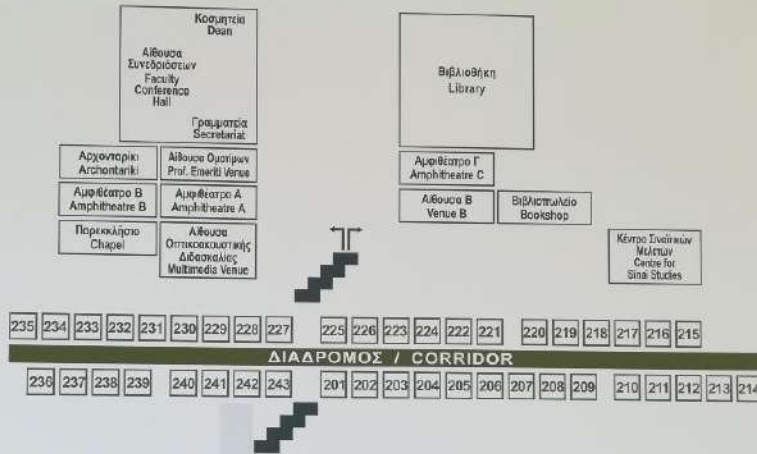 Κοσμητεία
Dean
Αίθουσα
Συνεδριάσεων
Faculty
Conference
Hall
Γραμματεία
Secretariat
Βιβλιοθήκη
Library
Αρχονταρίκι
Archontariki
Αίθουσα Ομοτίμων
Prof. Emeriti Venue
Αμφιθέατρο Β
Amphitheatre B
Αμφιθέατρο Α
Amphitheatre A
Παρεκκλήσιο
Chapel
Αίθουσα
Οπτικοακουστικής
Διδασκαλίας
Multimedia Venue
Αμφιθέατρο Γ
Amphitheatre C
Αίθουσα Β
Venue B
Βιβλιοπωλείο
Bookshop
Κέντρο Σιναϊτικών
Μελετών
Centre for
Sinai Studies
235 234 233 232 231 230 229 228 227 225 226 223 224 222 221 220 219 218 217 216 215
ΔΙΑΔΡΟΜΟΣ / CORRIDOR
236 237 238 239 240 241 242 243 201 202 203 204 205 206 207 208 209 210 211 212 213 214